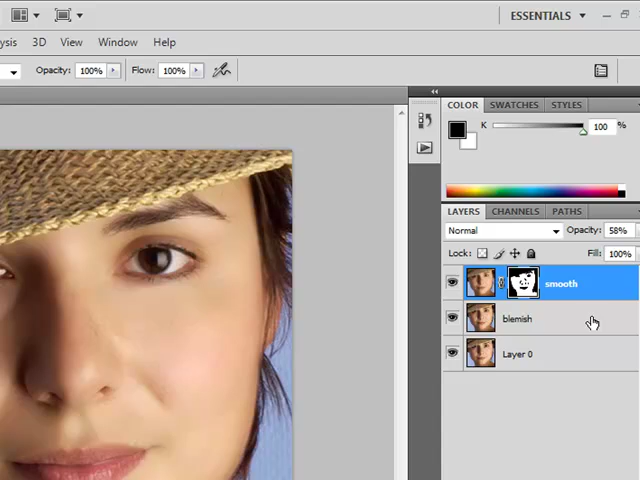 ESSENTIALS
ysis 3D View Window Help
Opacity: 100% Flow: 100%
COLOR SWATCHES STYLES
K 100 %
LAYERS CHANNELS PATHS
Normal Opacity: 58%
Lock: Fill: 100%
smooth
blemish
Layer 0